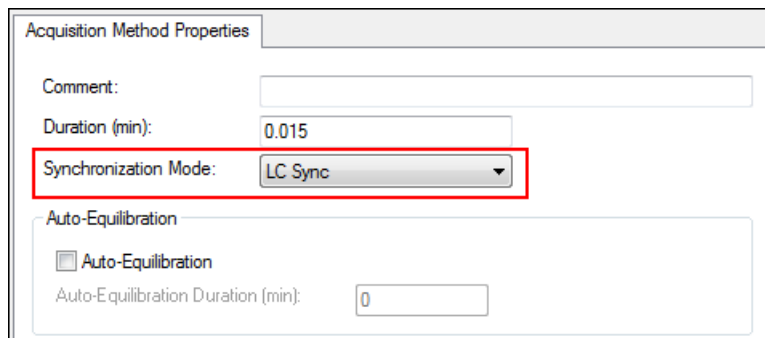 Acquisition Method Properties
Comment:
Duration (min): 0.015
Synchronization Mode: LC Sync
Auto-Equilibration
Auto-Equilibration
Auto-Equilibration Duration (min): 0